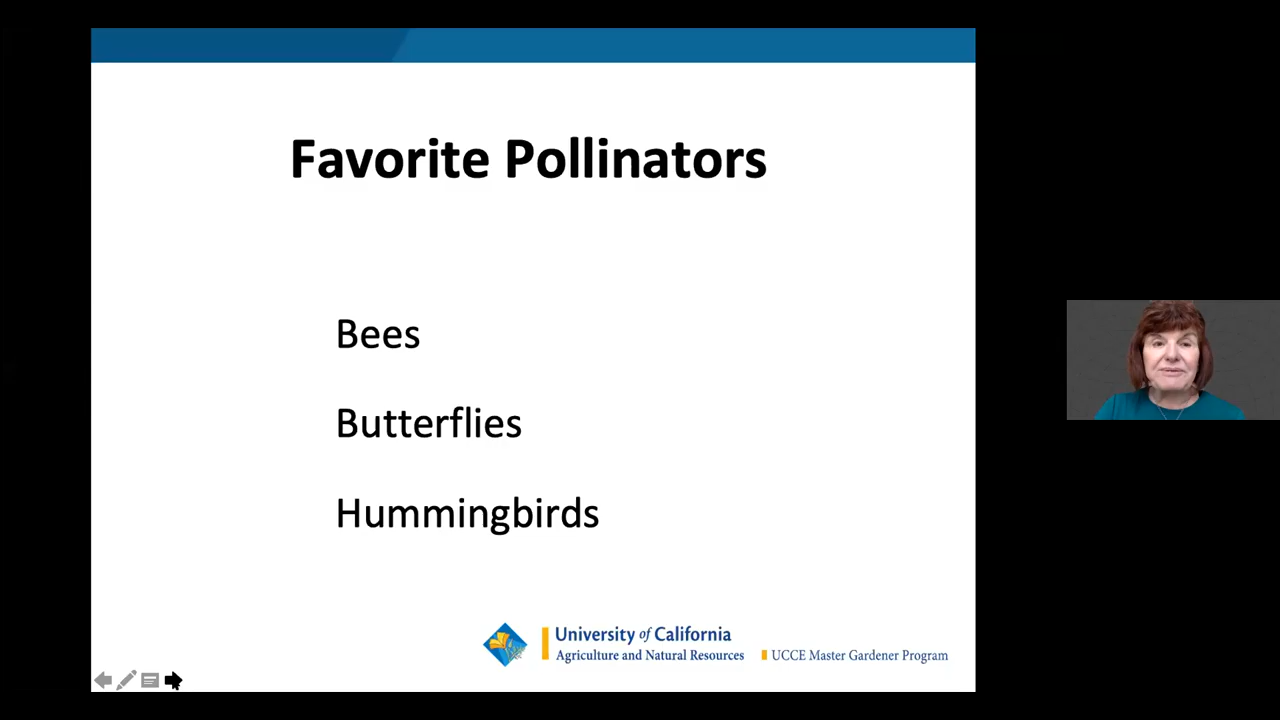 Favorite Pollinators
Bees
Butterflies
Hummingbirds
University of California
Agriculture and Natural Resources
UCCE Master Gardener Program